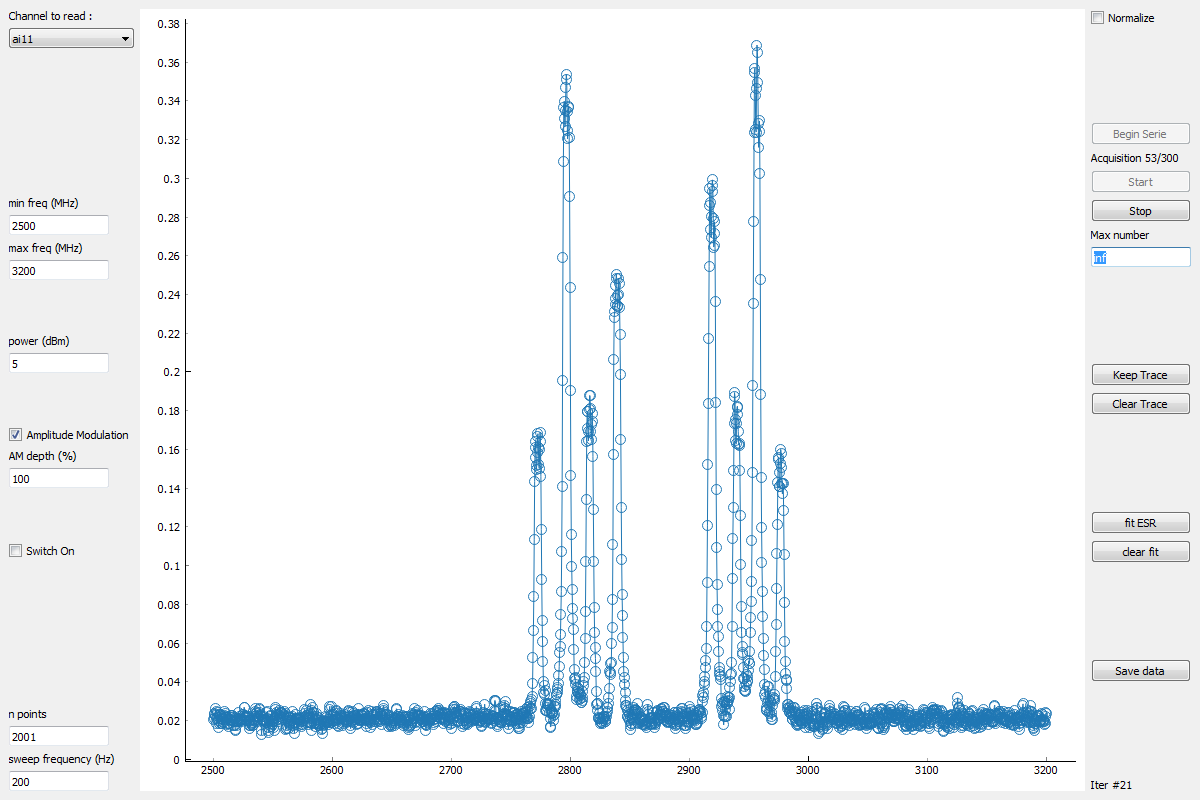 Channel to read :
ai11
min freq (MHz)
2500
max freq (MHz)
3200
power (dBm)
5
Amplitude Modulation
AM depth (%)
100
Switch On
n points
2001
sweep frequency (Hz)
200
0.38
0.36
0.34
0.32
0.3
0.28
0.26
0.24
0.22
0.2
0.18
0.16
0.14
0.12
0.1
0.08
0.06
0.04
0.02
0
2500 2600 2700 2800 2900 3000 3100 3200
Normalize
Begin Serie
Acquisition 53/300
Start
Stop
Max number
inf
Keep Trace
Clear Trace
fit ESR
clear fit
Save data
Iter #21